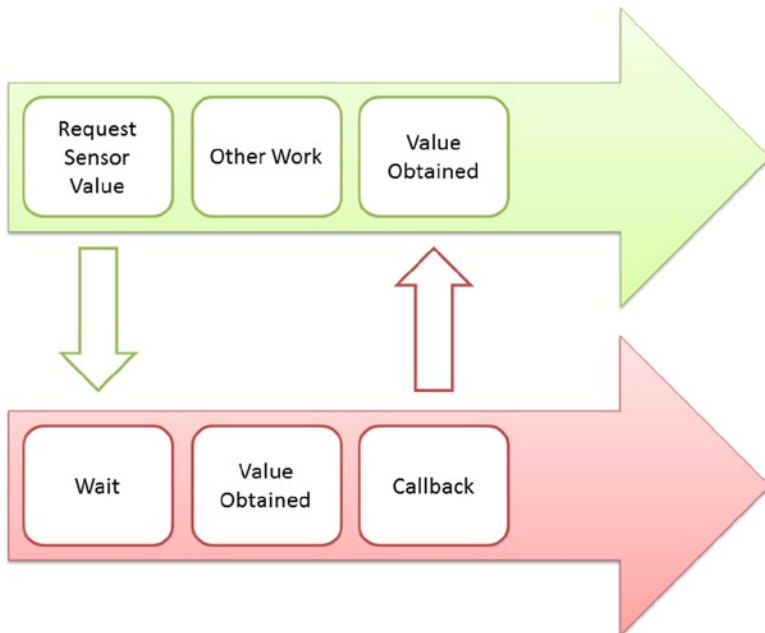 Request
Sensor
Value
Other Work
Value
Obtained
Wait
Value
Obtained
Callback